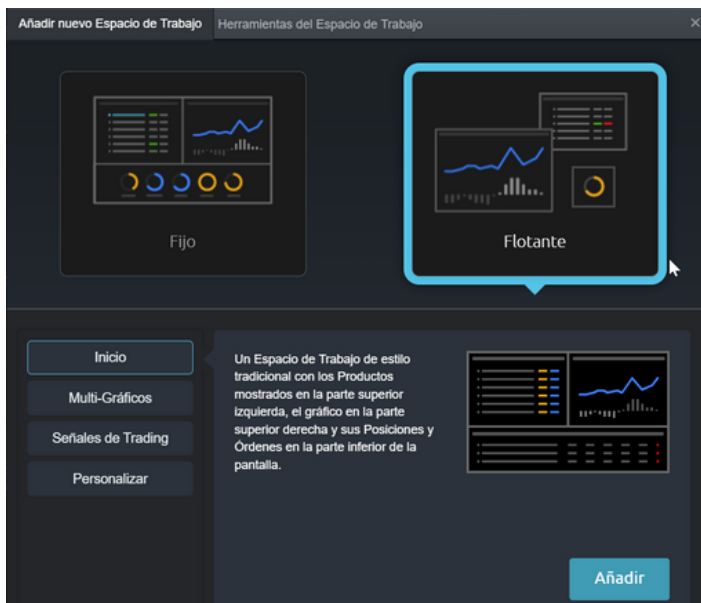 Añadir nuevo Espacio de Trabajo
Herramientas del Espacio de Trabajo
×
Fijo
Flotante
Inicio
Multi-Gráficos
Señales de Trading
Personalizar
Un Espacio de Trabajo de estilo
tradicional con los Productos
mostrados en la parte superior
izquierda, el gráfico en la parte
superior derecha y sus Posiciones y
Órdenes en la parte inferior de la
pantalla.
Añadir